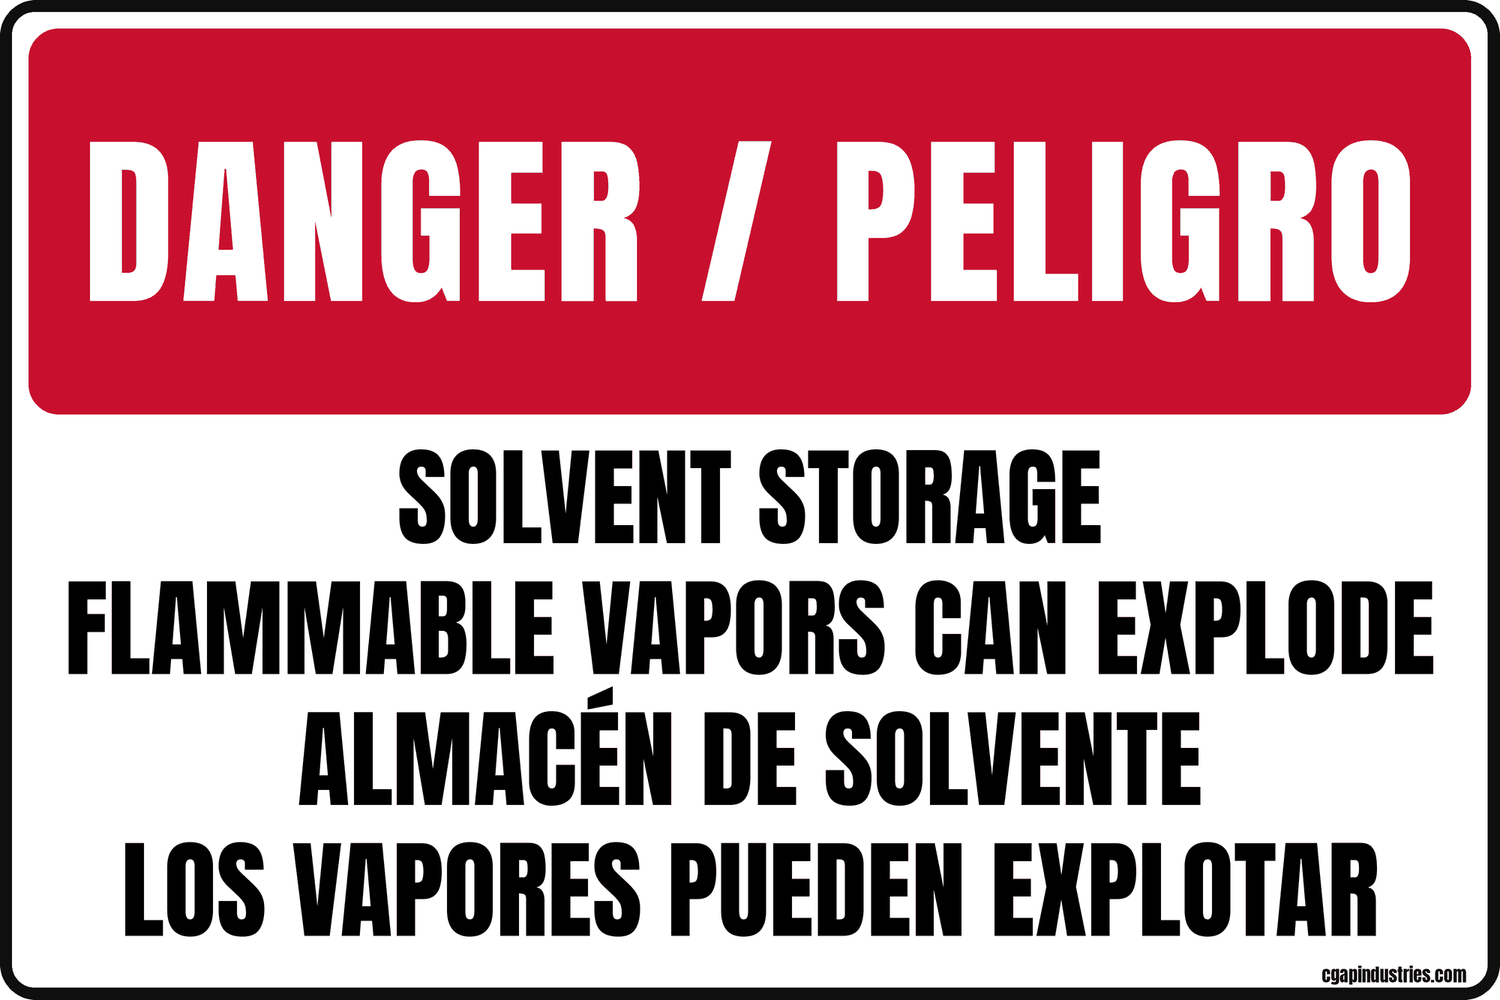 DANGER / PELIGRO
SOLVENT STORAGE
FLAMMABLE VAPORS CAN EXPLODE
ALMACÉN DE SOLVENTE
LOS VAPORES PUEDEN EXPLOTAR
cgapindustries.com